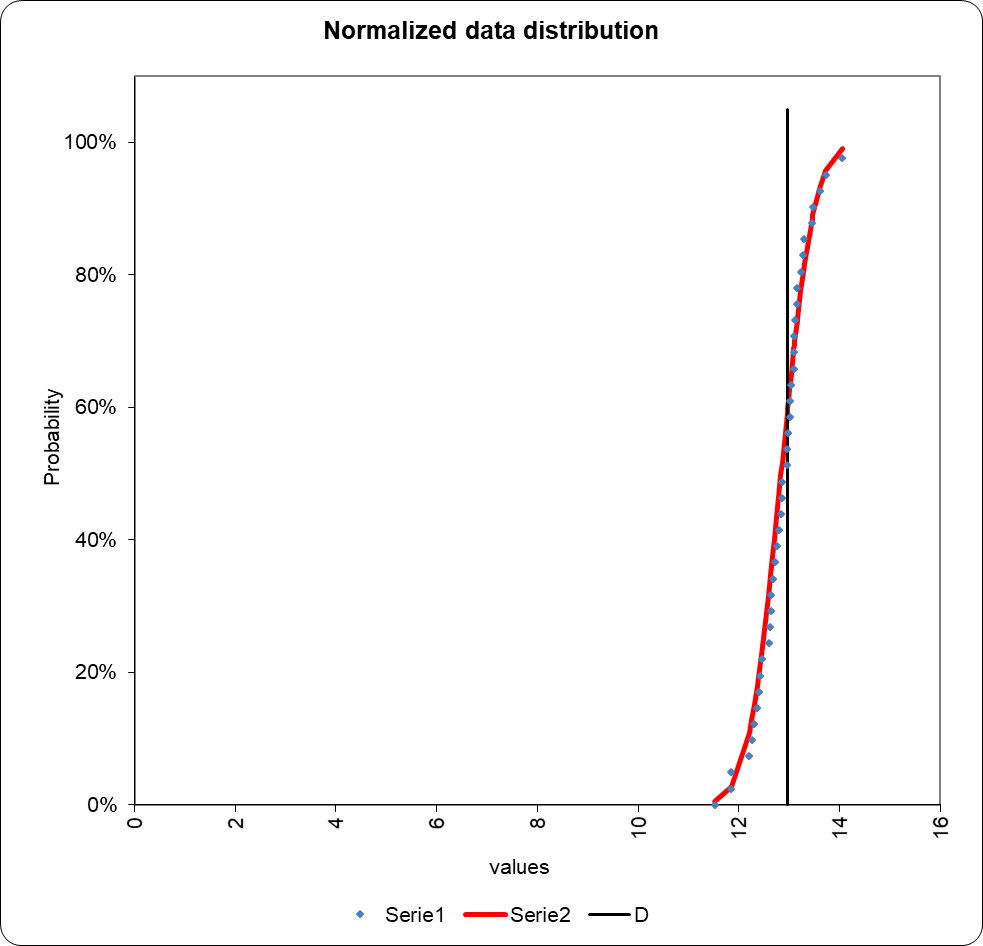 Normalized data distribution
100%
80%
60%
40%
20%
0%
Probability
0 2 4 6 8 10 12 14 16
values
Serie1 Serie2 D